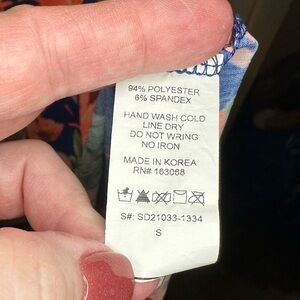 94% POLYESTER
6% SPANDEX
HAND WASH COLD
LINE DRY
DO NOT WRING
NO IRON
MADE IN KOREA
RN# 163068
S#: SD21033-1334
S